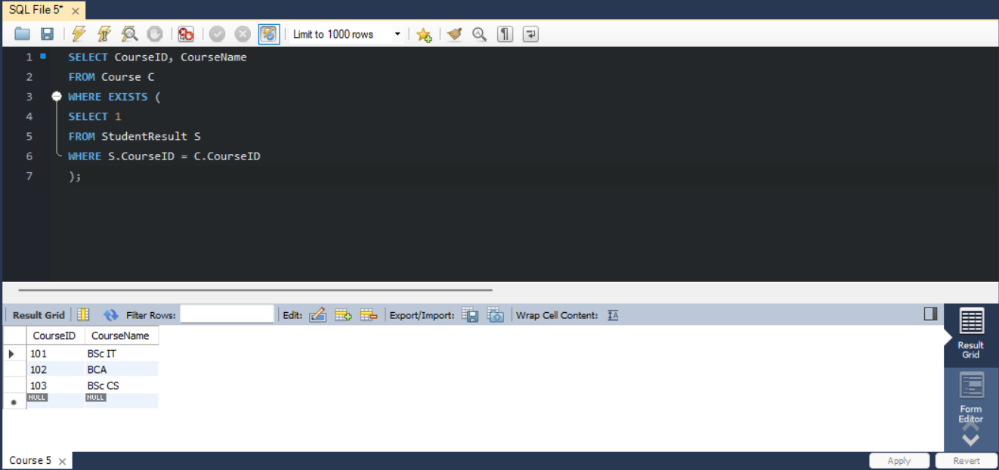 SQL File 5*
Limit to 1000 rows
1 SELECT CourseID, CourseName
2 FROM Course C
3 WHERE EXISTS (
4 SELECT 1
5 FROM StudentResult S
6 WHERE S.CourseID = C.CourseID
7 );
Result Grid Filter Rows: Edit: Export/Import: Wrap Cell Content:
CourseID CourseName
101 BSc IT
102 BCA
103 BSc CS
NULL NULL
Result
Grid
Form
Editor
Course 5
Apply Revert